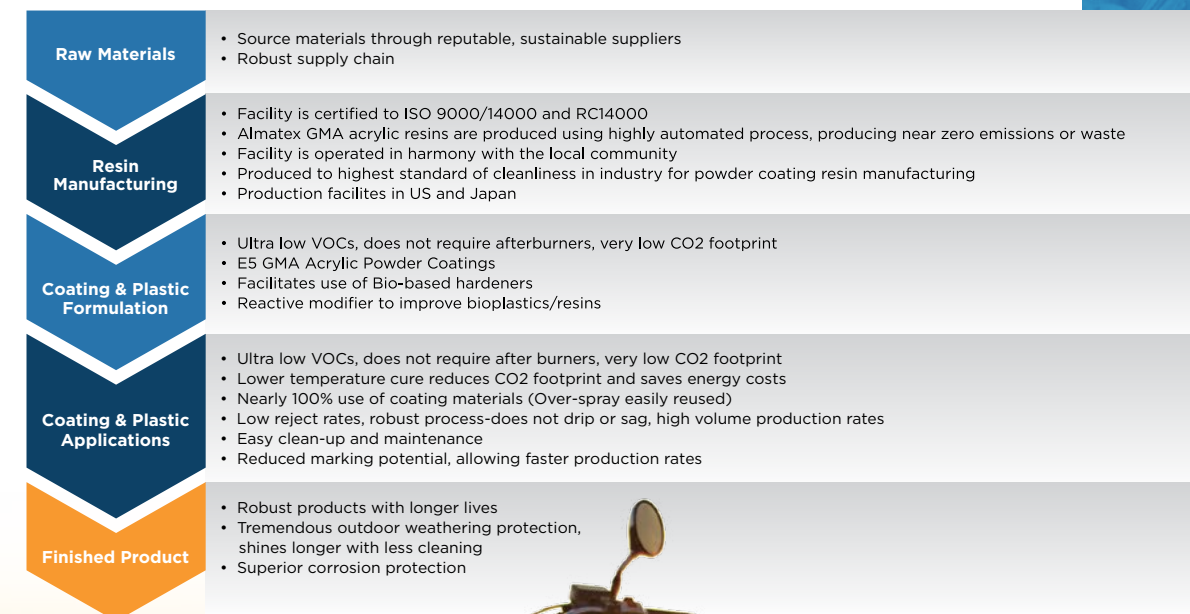 Raw Materials
• Source materials through reputable, sustainable suppliers
• Robust supply chain
Resin
Manufacturing
• Facility is certified to ISO 9000/14000 and RC14000
• Almatex GMA acrylic resins are produced using highly automated process, producing near zero emissions or waste
• Facility is operated in harmony with the local community
• Produced to highest standard of cleanliness in industry for powder coating resin manufacturing
• Production facilites in US and Japan
Coating & Plastic
Formulation
• Ultra low VOCs, does not require afterburners, very low CO2 footprint
• E5 GMA Acrylic Powder Coatings
• Facilitates use of Bio-based hardeners
• Reactive modifier to improve bioplastics/resins
Coating & Plastic
Applications
• Ultra low VOCs, does not require after burners, very low CO2 footprint
• Lower temperature cure reduces CO2 footprint and saves energy costs
• Nearly 100% use of coating materials (Over-spray easily reused)
• Low reject rates, robust process-does not drip or sag, high volume production rates
• Easy clean-up and maintenance
• Reduced marking potential, allowing faster production rates
Finished Product
• Robust products with longer lives
• Tremendous outdoor weathering protection,
shines longer with less cleaning
• Superior corrosion protection